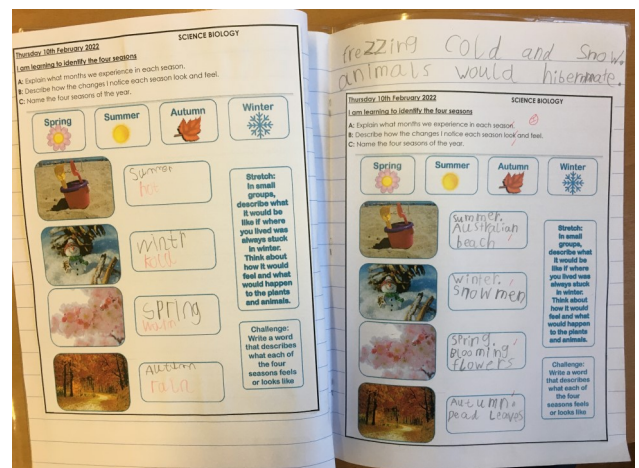 Thursday 10th February 2022
SCIENCE BIOLOGY
I am learning to identify the four seasons
A: Explain what months we experience in each season.
B: Describe how the changes I notice each season look and feel.
C: Name the four seasons of the year.
Spring
Summer
Autumn
Winter
Summer
hot
wintr
Spring
warm
Autumn
rain
Stretch:
In small
groups,
describe what
it would be
like if where
you lived was
always stuck
in winter.
Think about
how it would
feel and what
would happen
to the plants
and animals.
Challenge:
Write a word
that describes
what each of
the four
seasons feels
or looks like
frezzing cold and snow.
animals would hibernate.
Thursday 10th February 2022
SCIENCE BIOLOGY
I am learning to identify the four seasons
A: Explain what months we experience in each season.
B: Describe how the changes I notice each season look and feel.
C: Name the four seasons of the year.
Spring
Summer
Autumn
Winter
summer.
Australian
beach
winter.
snowmen
spring.
Blooming
flowers
Autumn.
Dead Leaves
Stretch:
In small
groups,
describe what
it would be
like if where
you lived was
always stuck
in winter.
Think about
how it would
feel and what
would happen
to the plants
and animals.
Challenge:
Write a word
that describes
what each of
the four
seasons feels
or looks like